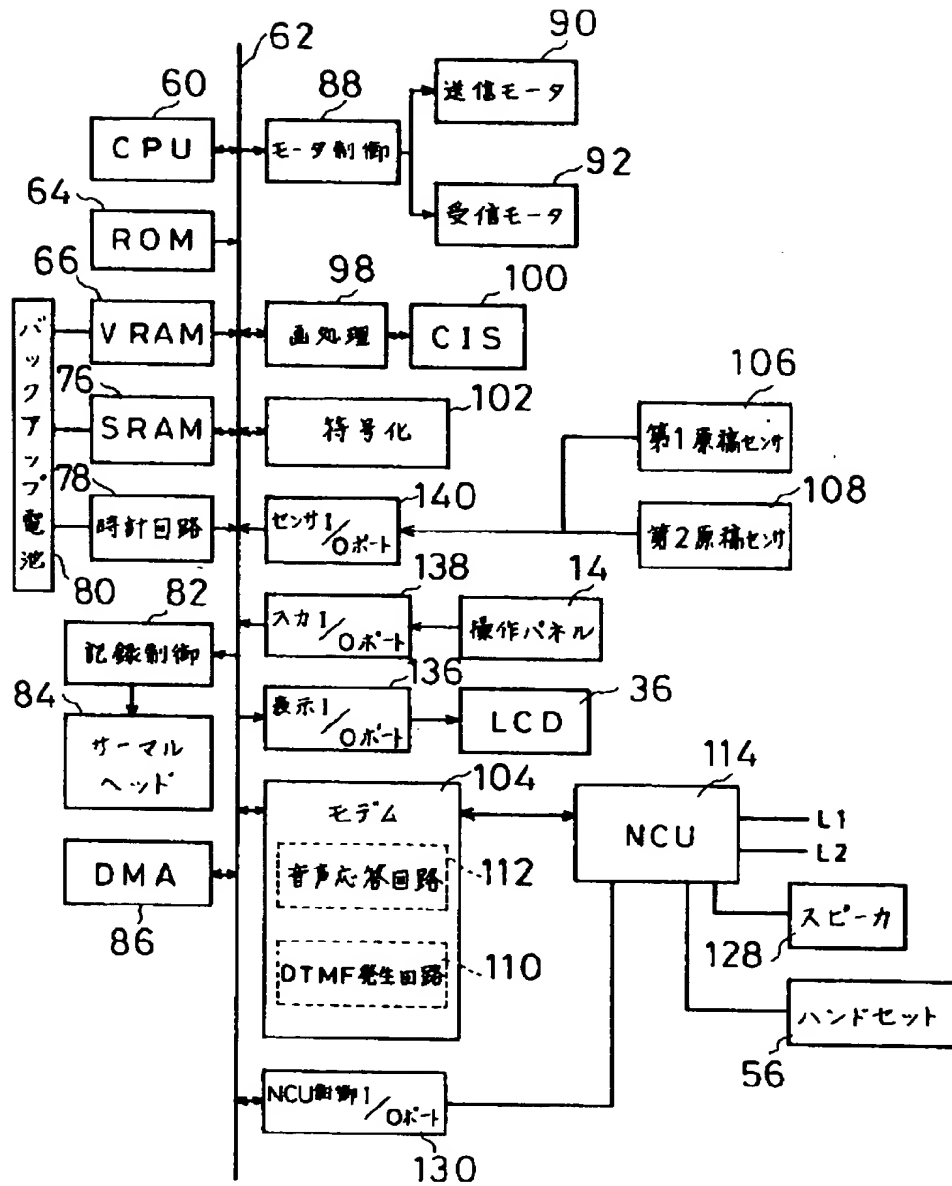 62
60
CPU
64
ROM
66
VRAM
76
SRAM
78
時計回路
バックアップ電池
80
82
記録制御
84
サーマル
ヘッド
DMA
86
88
モータ制御
90
送信モータ
92
受信モータ
98
画処理
100
CIS
102
符号化
106
第1原稿センサ
108
第2原稿センサ
140
センサI/Oポート
138
入力I/Oポート
14
操作パネル
136
表示I/Oポート
36
LCD
104
モデム
音声応答回路
112
DTMF発生回路
110
114
NCU
L1
L2
スピーカ
128
ハンドセット
56
NCU制御I/Oポート
130